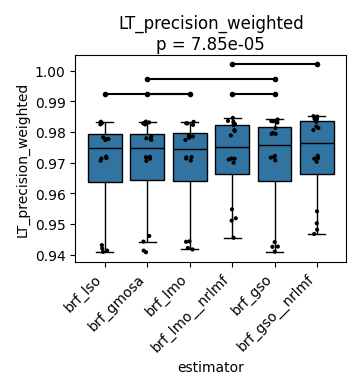 LT_precision_weighted
p = 7.85e-05
LT_precision_weighted
1.00
0.99
0.98
0.97
0.96
0.95
0.94
brf_lso
brf_gmosa
brf_lmo
brf_lmo__nrlmf
brf_gso
brf_gso__nrlmf
estimator